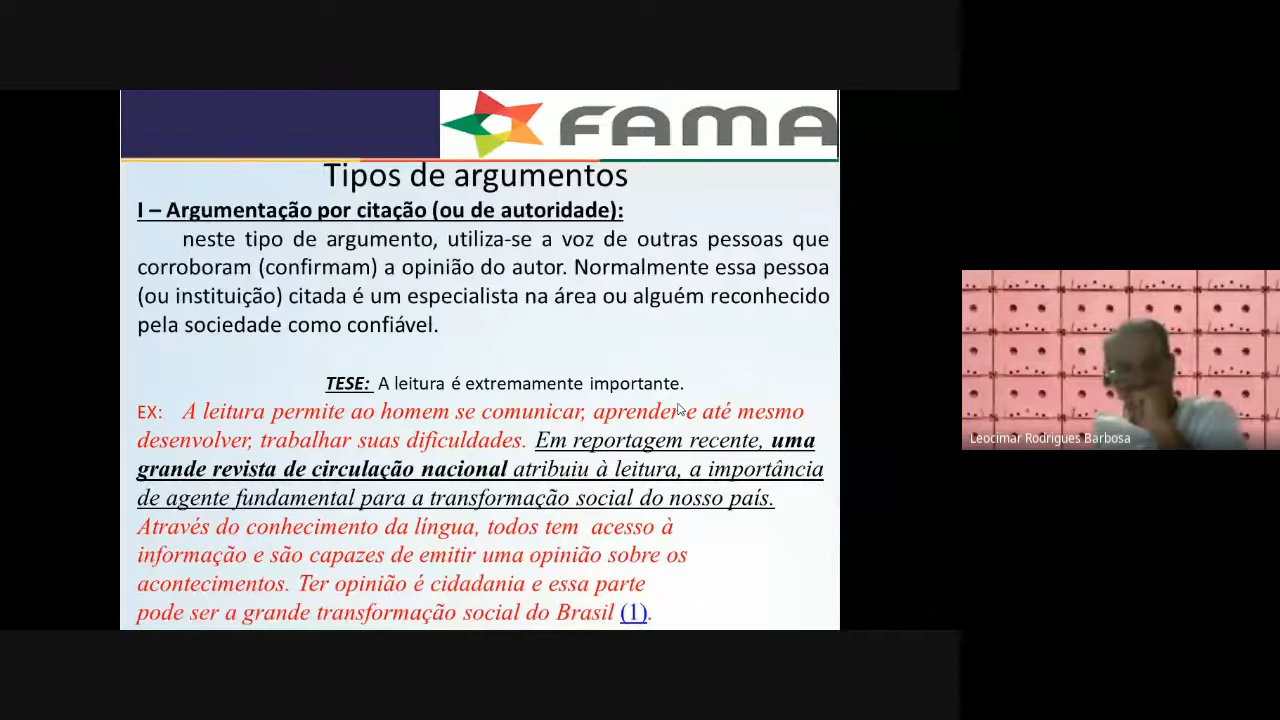 FAMA
Tipos de argumentos
I – Argumentação por citação (ou de autoridade):
neste tipo de argumento, utiliza-se a voz de outras pessoas que
corroboram (confirmam) a opinião do autor. Normalmente essa pessoa
(ou instituição) citada é um especialista na área ou alguém reconhecido
pela sociedade como confiável.
TESE: A leitura é extremamente importante.
EX: A leitura permite ao homem se comunicar, aprender e até mesmo
desenvolver, trabalhar suas dificuldades. Em reportagem recente, uma
grande revista de circulação nacional atribuiu à leitura, a importância
de agente fundamental para a transformação social do nosso país.
Através do conhecimento da língua, todos tem acesso à
informação e são capazes de emitir uma opinião sobre os
acontecimentos. Ter opinião é cidadania e essa parte
pode ser a grande transformação social do Brasil (1).
Leocimar Rodrigues Barbosa